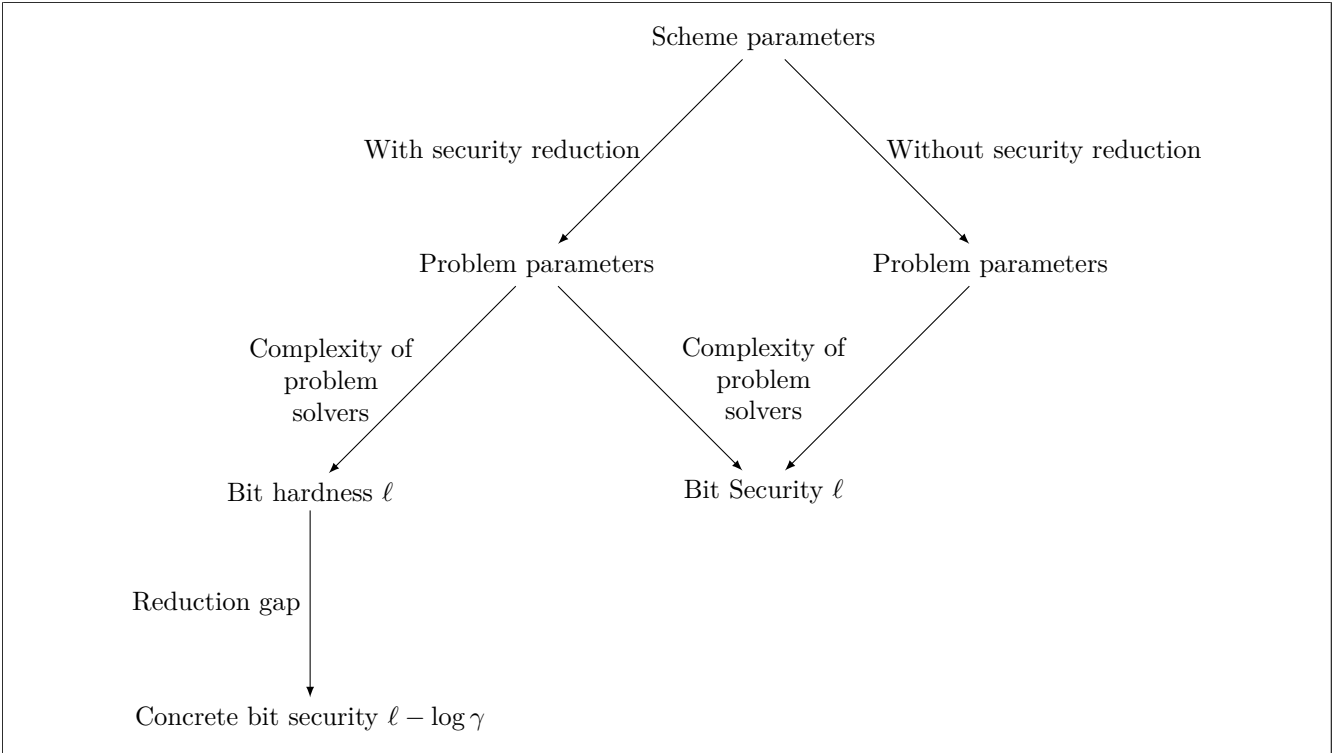 Scheme parameters
With security reduction
Without security reduction
Problem parameters
Problem parameters
Complexity of
problem
solvers
Complexity of
problem
solvers
Bit hardness ℓ
Bit Security ℓ
Reduction gap
Concrete bit security ℓ − log γ